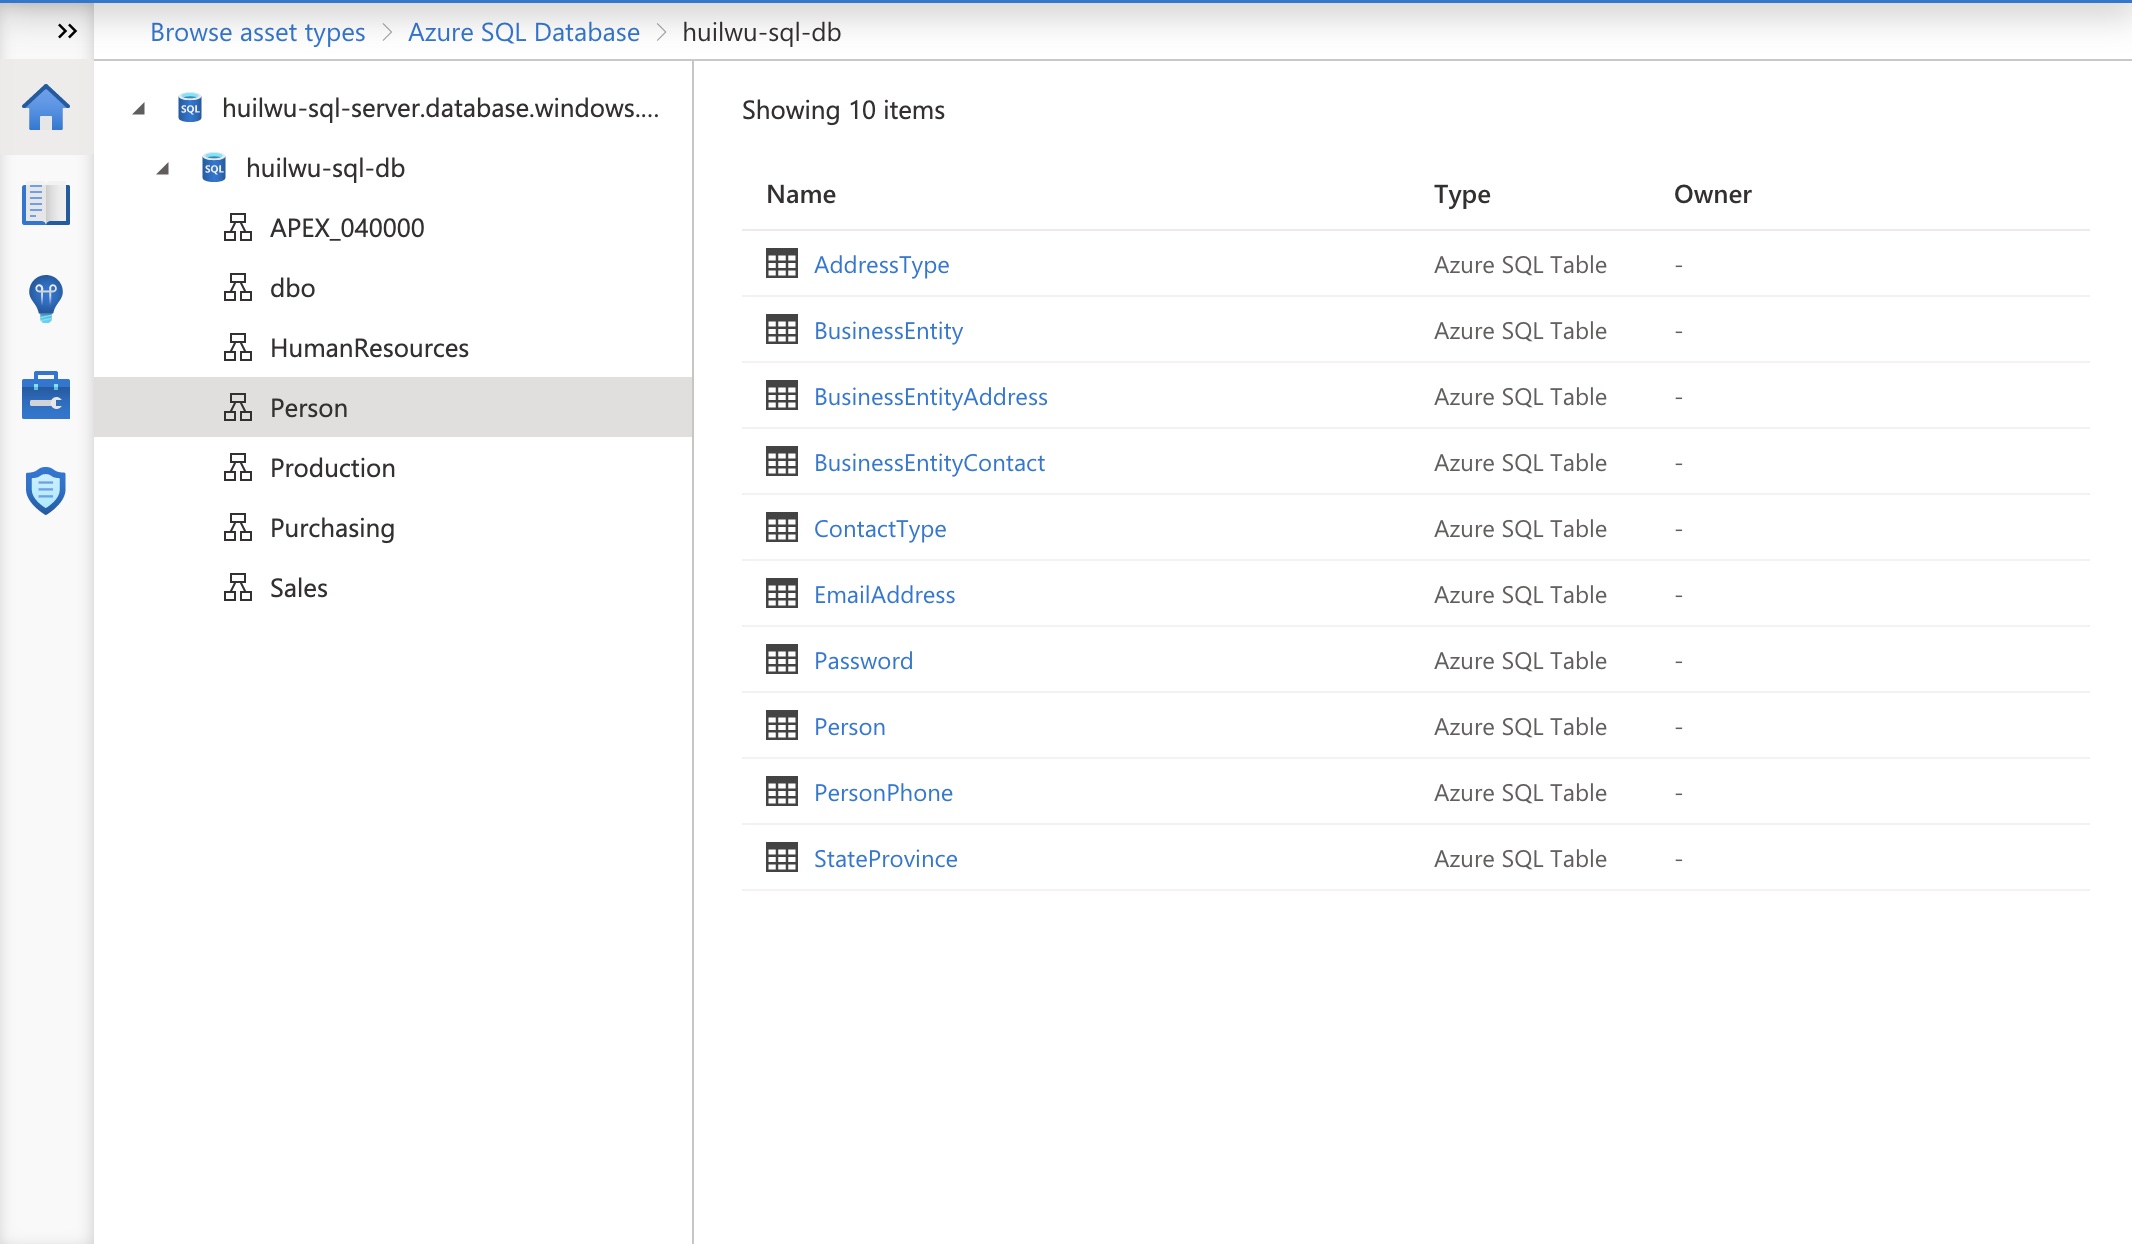 Browse asset types > Azure SQL Database > huilwu-sql-db
huilwu-sql-server.database.windows....
huilwu-sql-db
APEX_040000
dbo
HumanResources
Person
Production
Purchasing
Sales
Showing 10 items
Name Type Owner
AddressType Azure SQL Table -
BusinessEntity Azure SQL Table -
BusinessEntityAddress Azure SQL Table -
BusinessEntityContact Azure SQL Table -
ContactType Azure SQL Table -
EmailAddress Azure SQL Table -
Password Azure SQL Table -
Person Azure SQL Table -
PersonPhone Azure SQL Table -
StateProvince Azure SQL Table -